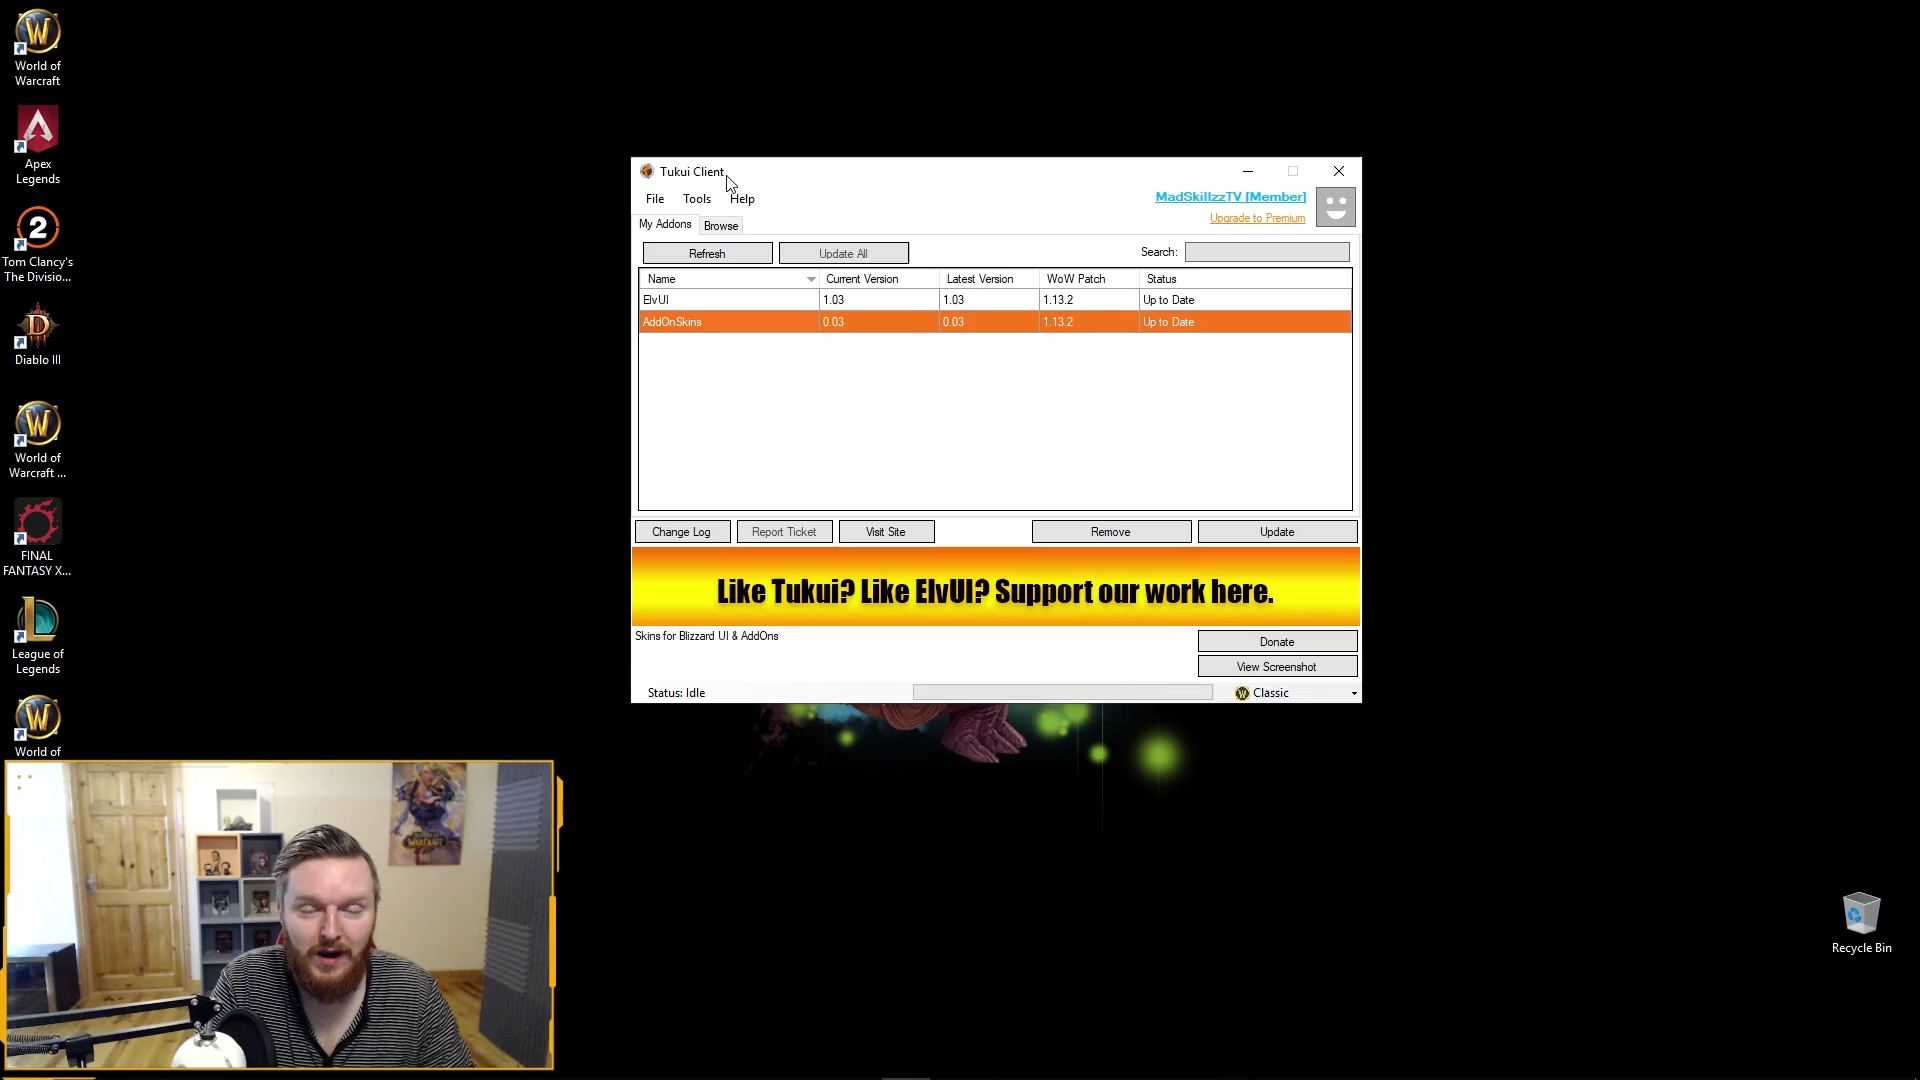 World of
Warcraft
Apex
Legends
2
Tom Clancy's
The Divisio...
Diablo III
World of
Warcraft ...
FINAL
FANTASY X...
League of
Legends
World of
Tukui Client
File Tools Help
MadSkillzzTV [Member]
Upgrade to Premium
My Addons Browse
Refresh Update All Search:
Name Current Version Latest Version WoW Patch Status
ElvUI 1.03 1.03 1.13.2 Up to Date
AddOnSkins 0.03 0.03 1.13.2 Up to Date
Change Log Report Ticket Visit Site Remove Update
Like Tukui? Like ElvUI? Support our work here.
Skins for Blizzard UI & AddOns
Donate
View Screenshot
Status: Idle Classic
WARCRAFT
Recycle Bin